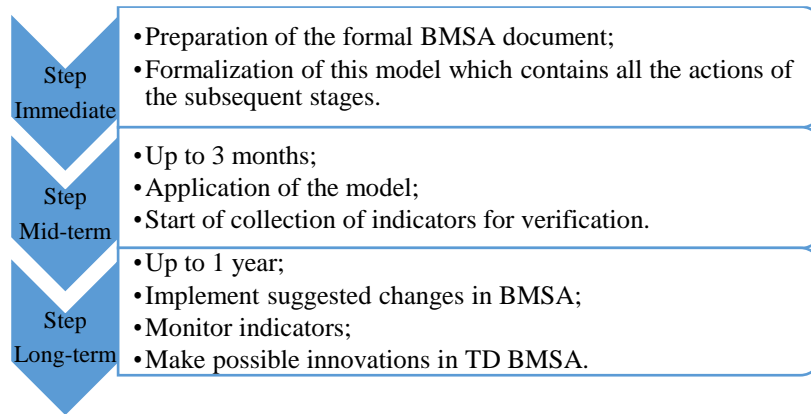 Step
Immediate
•Preparation of the formal BMSA document;
•Formalization of this model which contains all the actions of
the subsequent stages.
Step
Mid-term
•Up to 3 months;
•Application of the model;
•Start of collection of indicators for verification.
Step
Long-term
•Up to 1 year;
•Implement suggested changes in BMSA;
•Monitor indicators;
•Make possible innovations in TD BMSA.